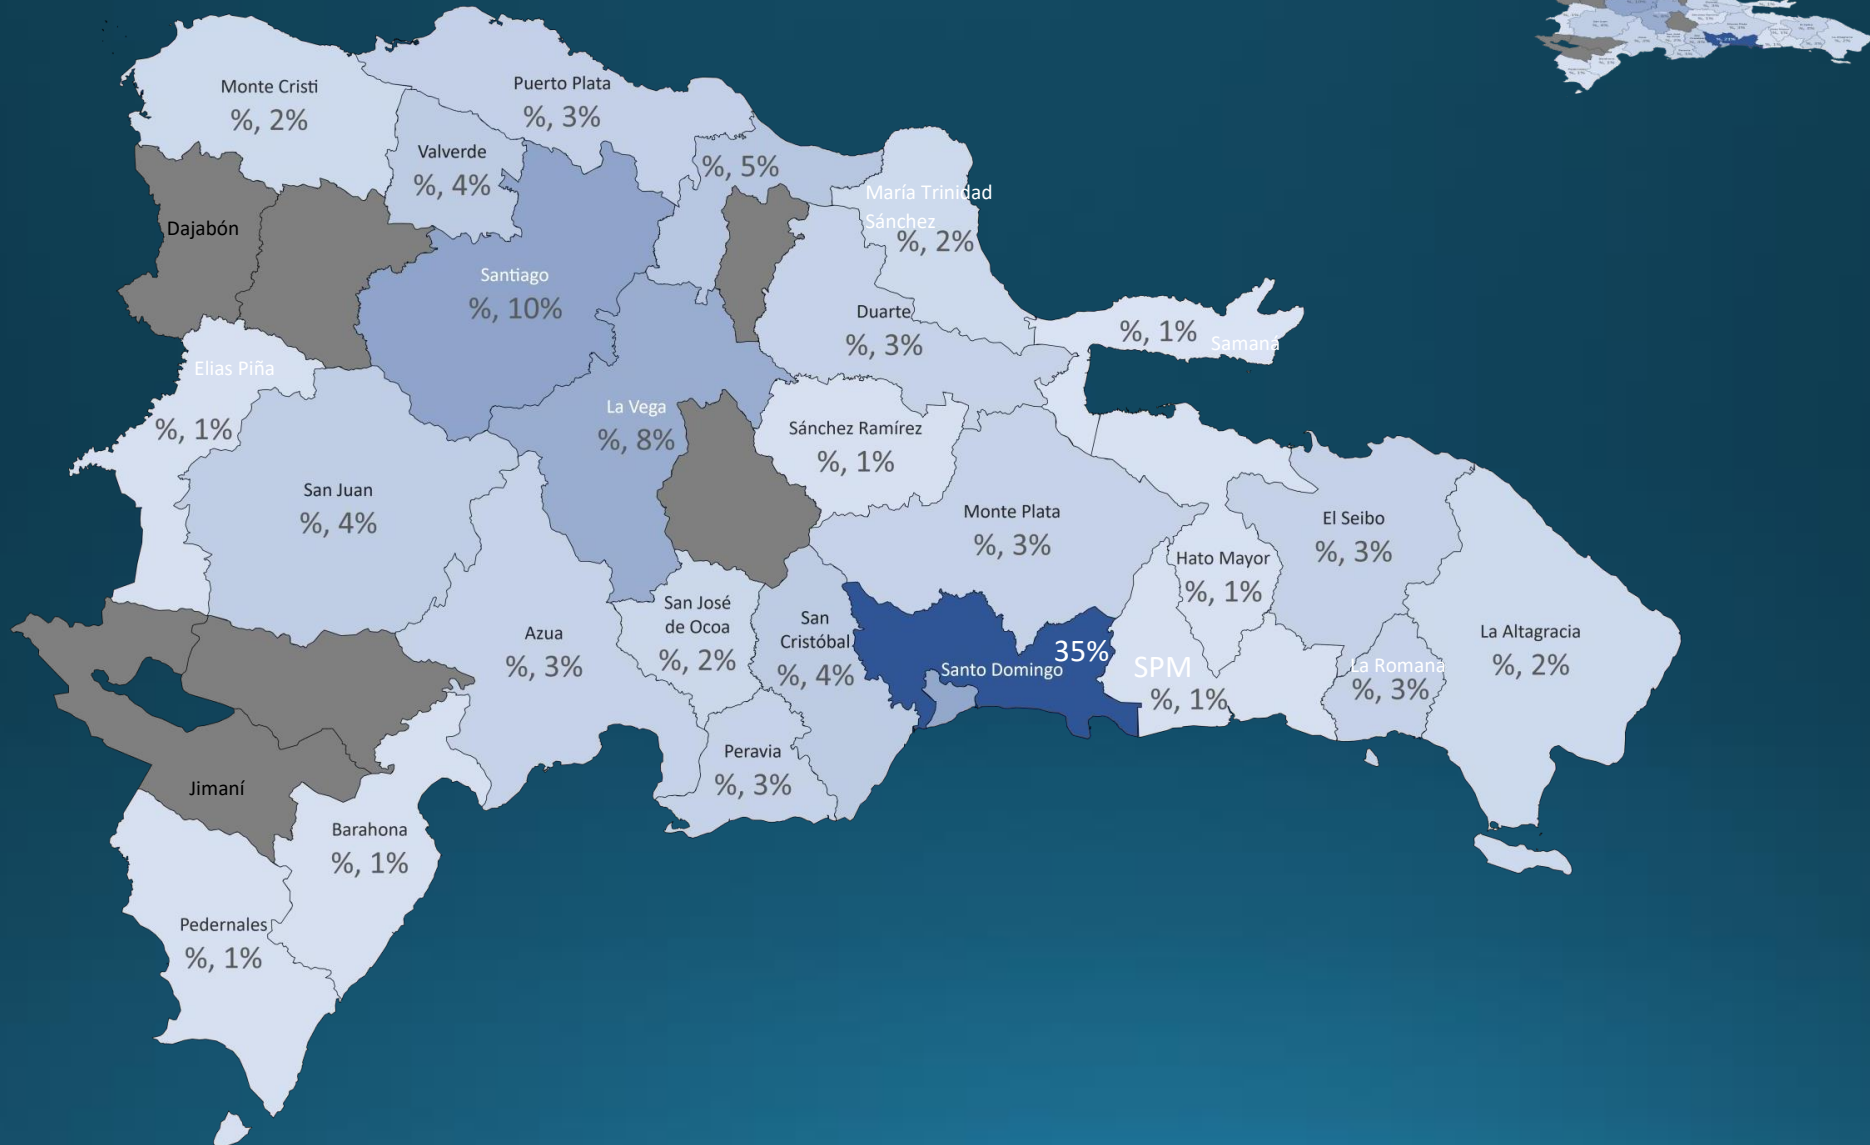 Monte Cristi
%, 2%
Puerto Plata
%, 3%
Valverde
%, 4%
%, 5%
María Trinidad
Sánchez
%, 2%
Dajabón
Santiago
%, 10%
Duarte
%, 3%
%, 1%
Samaná
Elias Piña
%, 1%
La Vega
%, 8%
Sánchez Ramírez
%, 1%
San Juan
%, 4%
Monte Plata
%, 3%
El Seibo
%, 3%
Hato Mayor
%, 1%
Azua
%, 3%
San José
de Ocoa
%, 2%
San
Cristóbal
%, 4%
Santo Domingo
35%
SPM
%, 1%
La Romana
%, 3%
La Altagracia
%, 2%
Peravia
%, 3%
Jimaní
Barahona
%, 1%
Pedernales
%, 1%